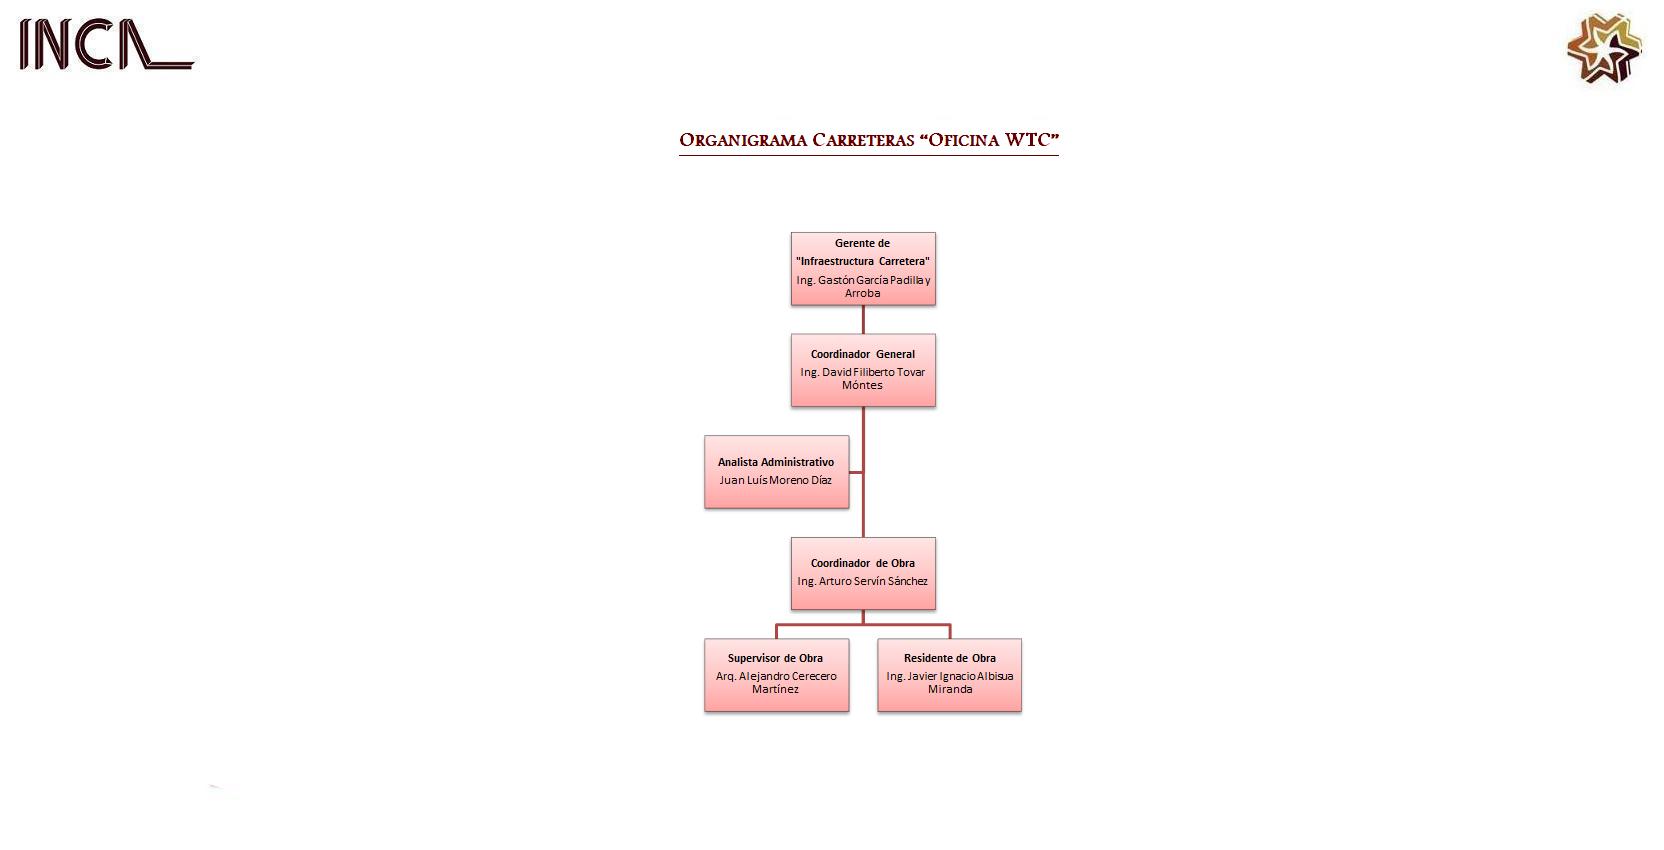 INCA
ORGANIGRAMA CARRETERAS “OFICINA WTC”
Gerente de
"Infraestructura Carretera"
Ing. Gastón García Padilla y
Arroba
Coordinador General
Ing. David Filiberto Tovar
Móntes
Analista Administrativo
Juan Luís Moreno Díaz
Coordinador de Obra
Ing. Arturo Servín Sánchez
Supervisor de Obra
Arq. Alejandro Cerecero
Martínez
Residente de Obra
Ing. Javier Ignacio Albisua
Miranda